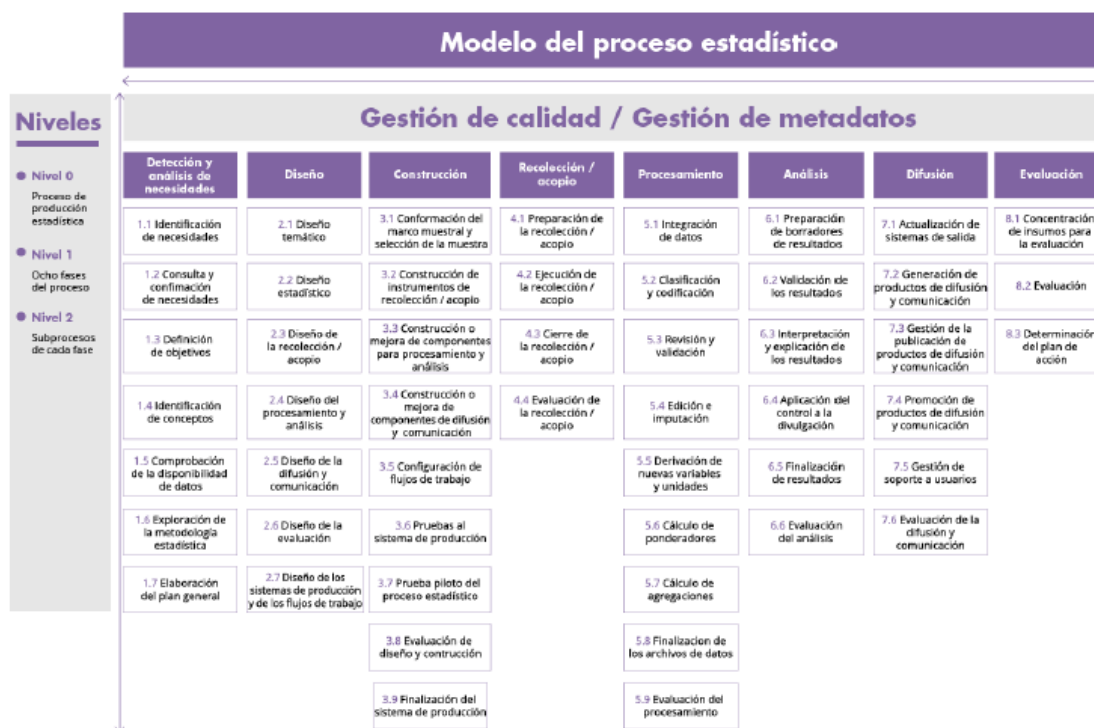 Modelo del proceso estadístico
Niveles
Nivel 0
Proceso de
producción
estadística
Nivel 1
Ocho fases
del proceso
Nivel 2
Subprocesos
de cada fase
Gestión de calidad / Gestión de metadatos
Detección y
análisis de
necesidades
1.1 Identificación
de necesidades
1.2 Consulta y
confimación
de necesidades
1.3 Definición
de objetivos
1.4 Identificación
de conceptos
1.5 Comprobación
de la disponibilidad
de datos
1.6 Exploración de
la metodología
estadística
1.7 Elaboración
del plan general
Diseño
2.1 Diseño
temático
2.2 Diseño
estadístico
2.3 Diseño de
la recolección /
acopio
2.4 Diseño del
procesamiento y
análisis
2.5 Diseño de la
difusión y
comunicación
2.6 Diseño de la
evaluación
2.7 Diseño de los
sistemas de producción
y de los flujos de trabajo
Construcción
3.1 Conformación del
marco muestral y
selección de la muestra
3.2 Construcción de
instrumentos de
recolección / acopio
3.3 Construcción o
mejora de componentes
para procesamiento y
análisis
3.4 Construcción o
mejora de
componentes de difusión
y comunicación
3.5 Configuración de
flujos de trabajo
3.6 Pruebas al
sistema de producción
3.7 Prueba piloto del
proceso estadístico
3.8 Evaluación de
diseño y contrucción
3.9 Finalización del
sistema de producción
Recolección /
acopio
4.1 Preparación de
la recolección /
acopio
4.2 Ejecución de
la recolección /
acopio
4.3 Cierre de
la recolección /
acopio
4.4 Evaluación de
la recolección /
acopio
Procesamiento
5.1 Integración
de datos
5.2 Clasificación
y codificación
5.3 Revisión y
validación
5.4 Edición e
imputación
5.5 Derivación de
nuevas variables
y unidades
5.6 Cálculo de
ponderadores
5.7 Cálculo de
agregaciones
5.8 Finalizacion de
los archivos de datos
5.9 Evaluación del
procesamiento
Análisis
6.1 Preparación
de borradores
de resultados
6.2 Validación de
los resultados
6.3 Interpretación
y explicación de
los resultados
6.4 Aplicación del
control a la
divulgación
6.5 Finalización
de resultados
6.6 Evaluación
del análisis
Difusión
7.1 Actualización de
sistemas de salida
7.2 Generación de
productos de difusión
y comunicación
7.3 Gestión de la
publicación de
productos de difusión
y comunicación
7.4 Promoción de
productos de difusión
y comunicación
7.5 Gestión de
soporte a usuarios
7.6 Evaluación de la
difusión y
comunicación
Evaluación
8.1 Concentración
de insumos para
la evaluación
8.2 Evaluación
8.3 Determinación
del plan de
acción